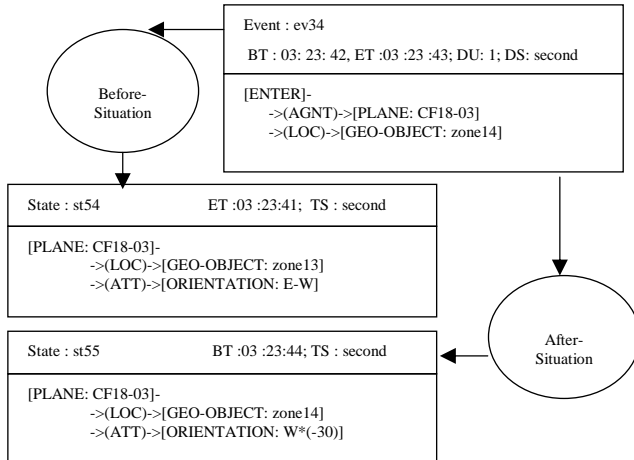 Event : ev34
BT : 03: 23: 42, ET :03 :23 :43; DU: 1; DS: second
[ENTER]-
->(AGNT)->[PLANE: CF18-03]
->(LOC)->[GEO-OBJECT: zone14]
Before-
Situation
State : st54 ET :03 :23:41; TS : second
[PLANE: CF18-03]-
->(LOC)->[GEO-OBJECT: zone13]
->(ATT)->[ORIENTATION: E-W]
After-
Situation
State : st55 BT :03 :23:44; TS : second
[PLANE: CF18-03]-
->(LOC)->[GEO-OBJECT: zone14]
->(ATT)->[ORIENTATION: W*(-30)]